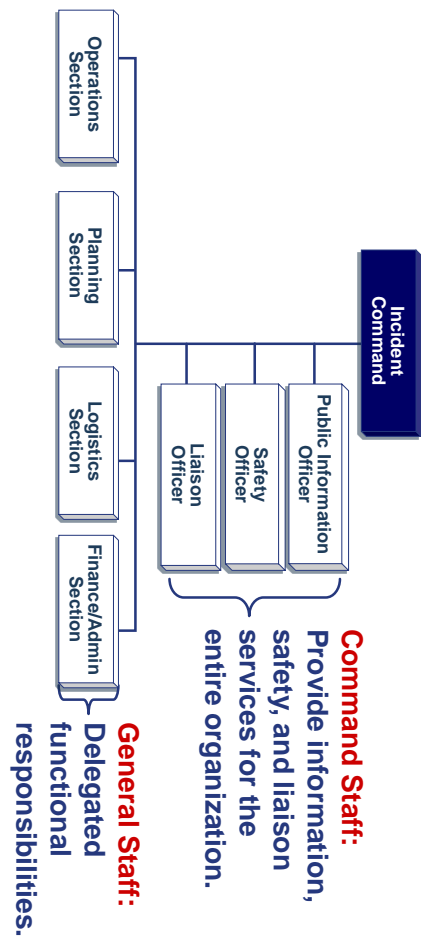 Incident
Command
Public Information
Officer
Safety
Officer
Liaison
Officer
Command Staff:
Provide information,
safety, and liaison
services for the
entire organization.
Operations
Section
Planning
Section
Logistics
Section
Finance/Admin
Section
General Staff:
Delegated
functional
responsibilities.